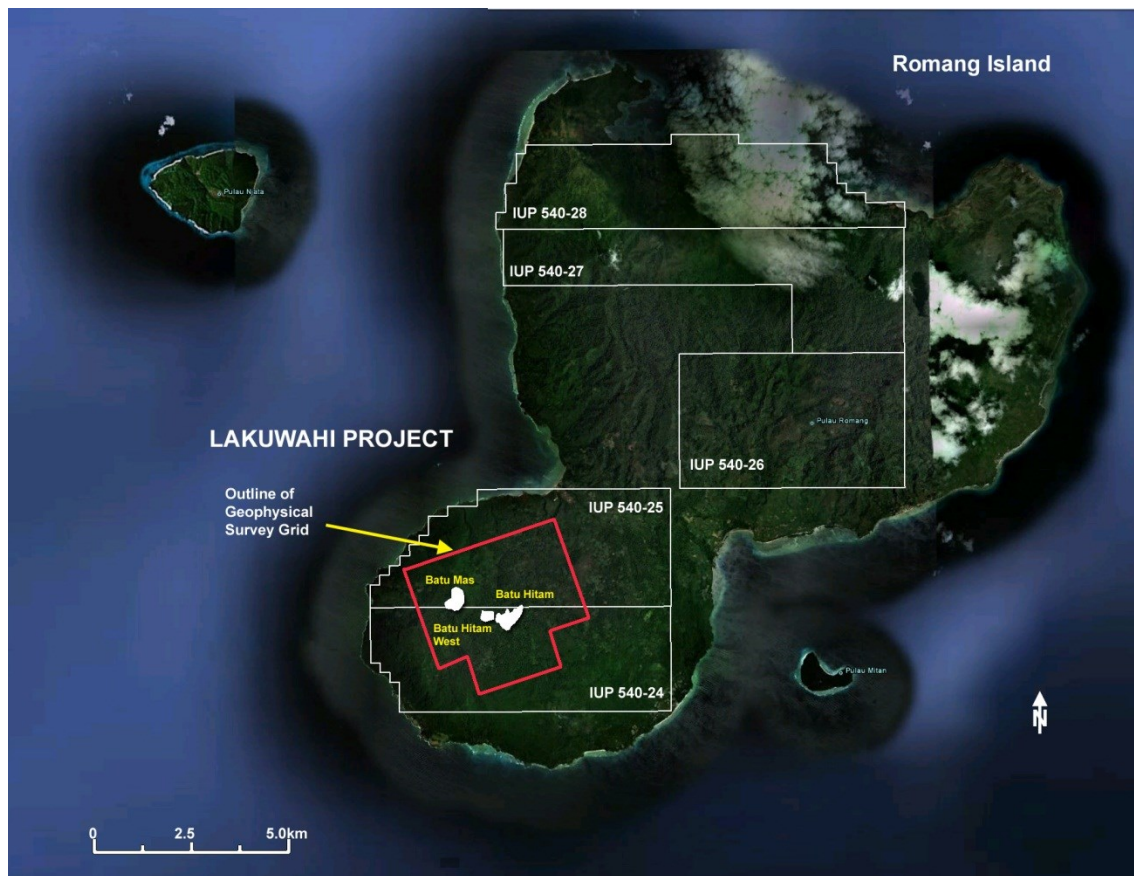 Romang Island
Pulau Njata
IUP 540-28
IUP 540-27
Pulau Romang
IUP 540-26
LAKUWAHI PROJECT
Outline of
Geophysical
Survey Grid
IUP 540-25
Batu Mas
Batu Hitam
Batu Hitam
West
Pulau Mitan
IUP 540-24
N
0 2.5 5.0km